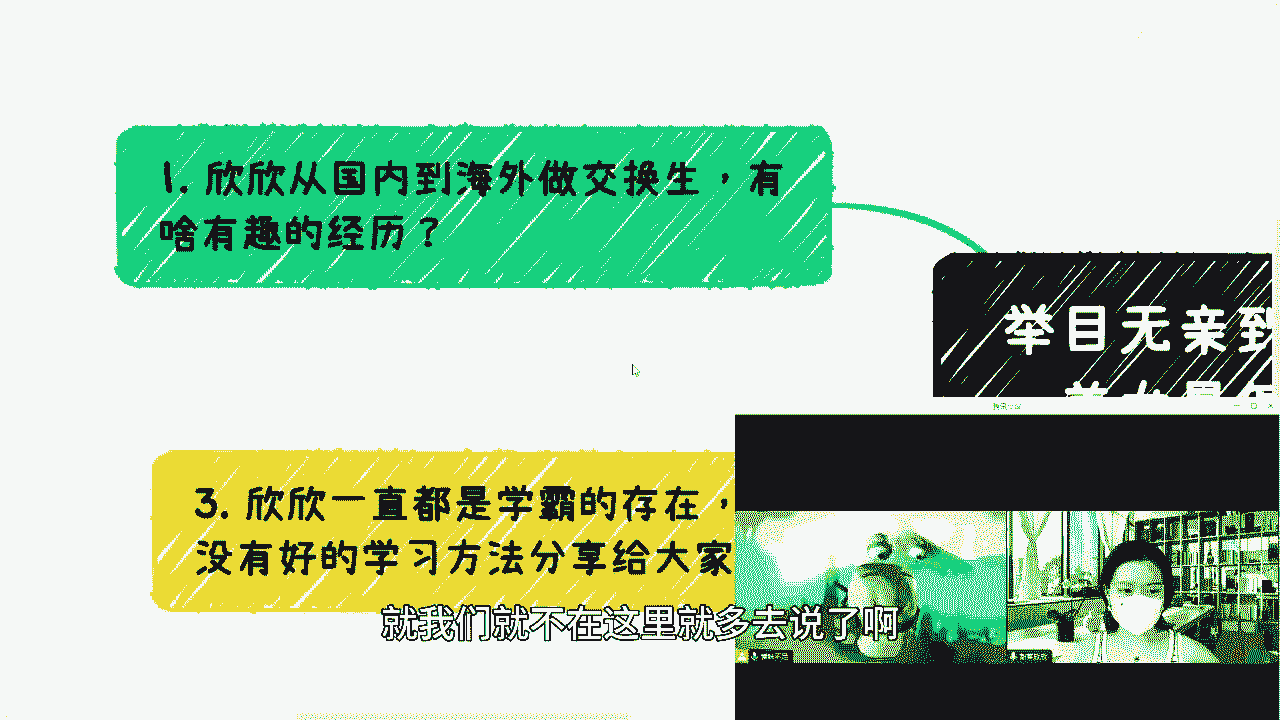 1. 欣欣从国内到海外做交换生，有
啥有趣的经历？
举目无亲到
3. 欣欣一直都是学霸的存在，
没有好的学习方法分享给大家
就我们就不在这里就多去说了啊